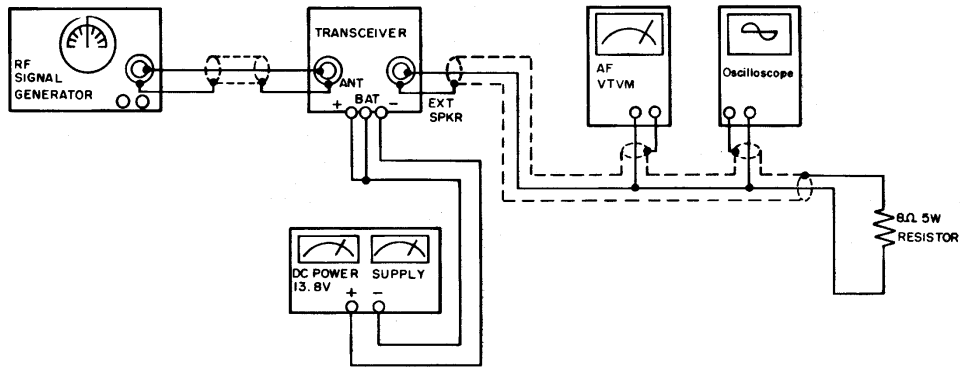 RF
SIGNAL
GENERATOR
TRANSCEIVER
ANT
+ BAT -
EXT
SPKR
AF
VTVM
Oscilloscope
8Ω 5W
RESISTOR
DC POWER SUPPLY
13.8V
+ -